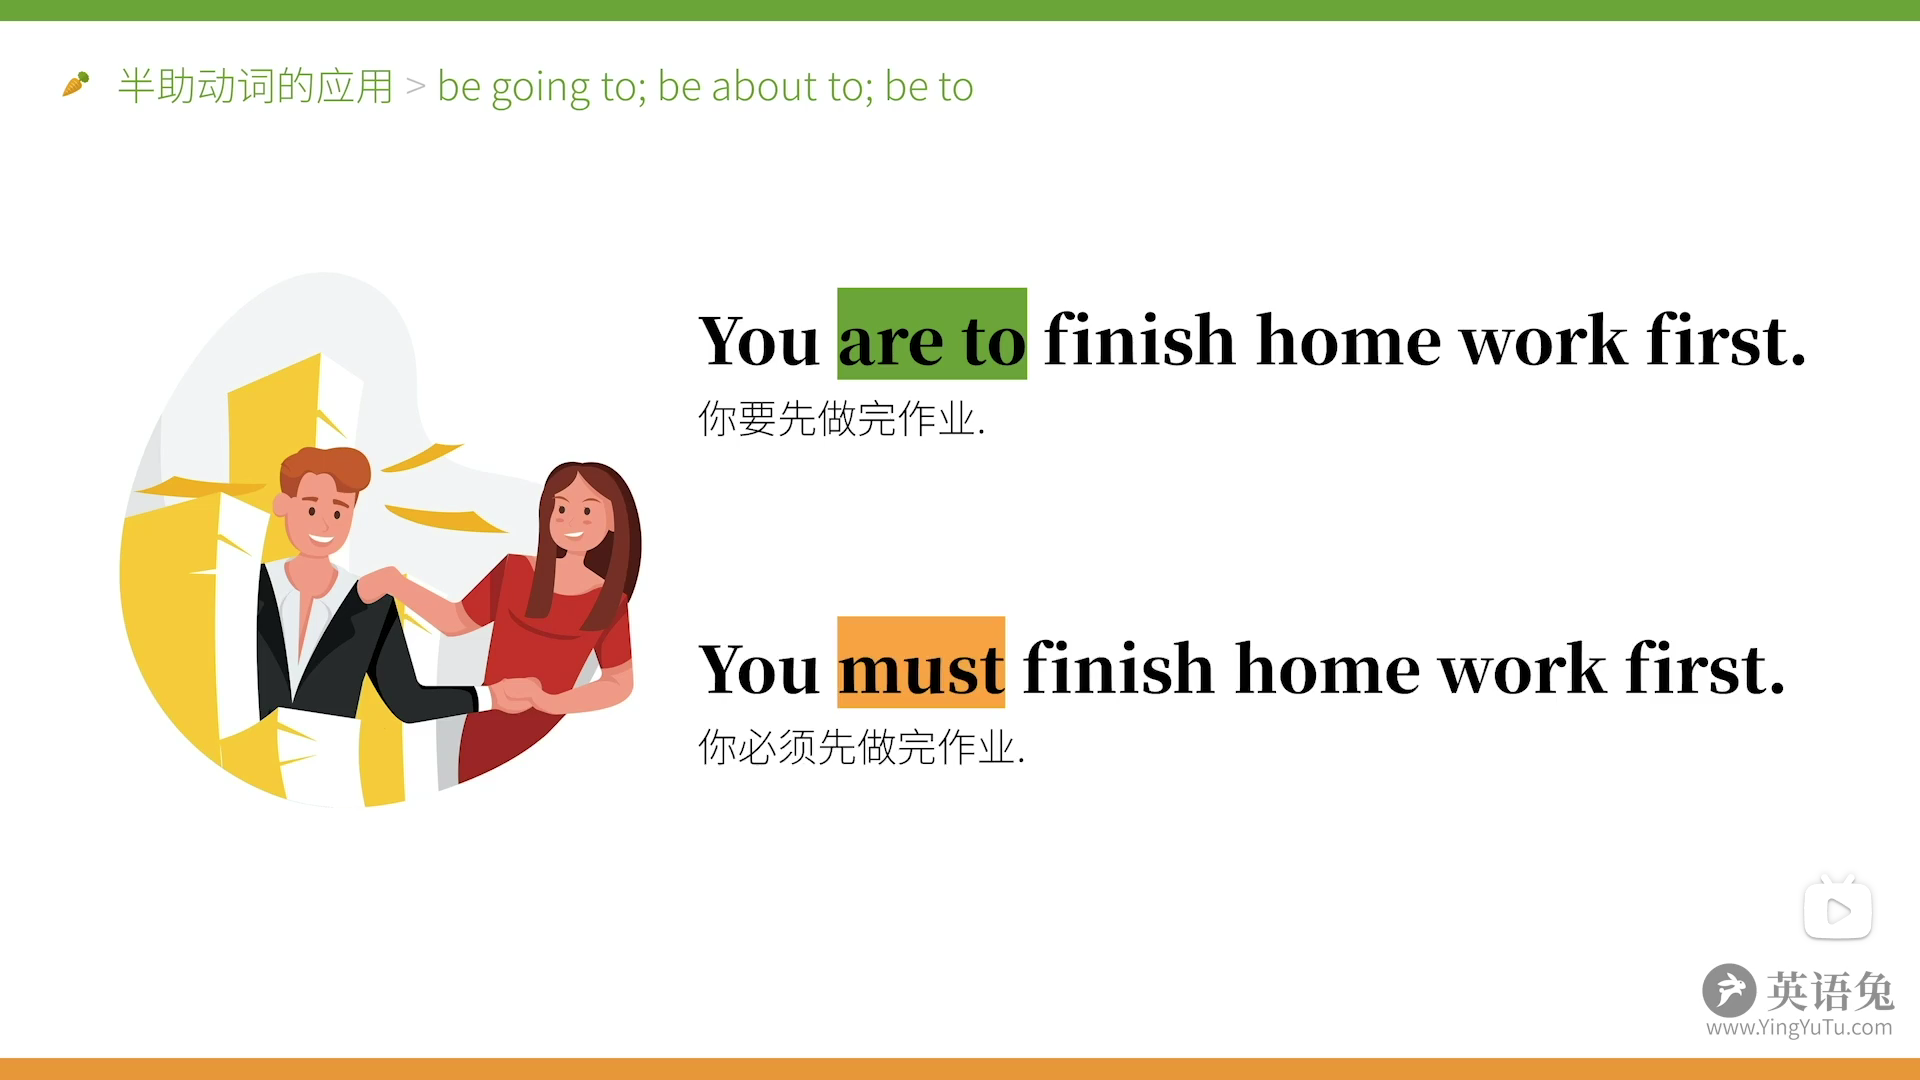 半助动词的应用 > be going to; be about to; be to
You are to finish home work first.
你要先做完作业.
You must finish home work first.
你必须先做完作业.
英语兔
www.YingYuTu.com